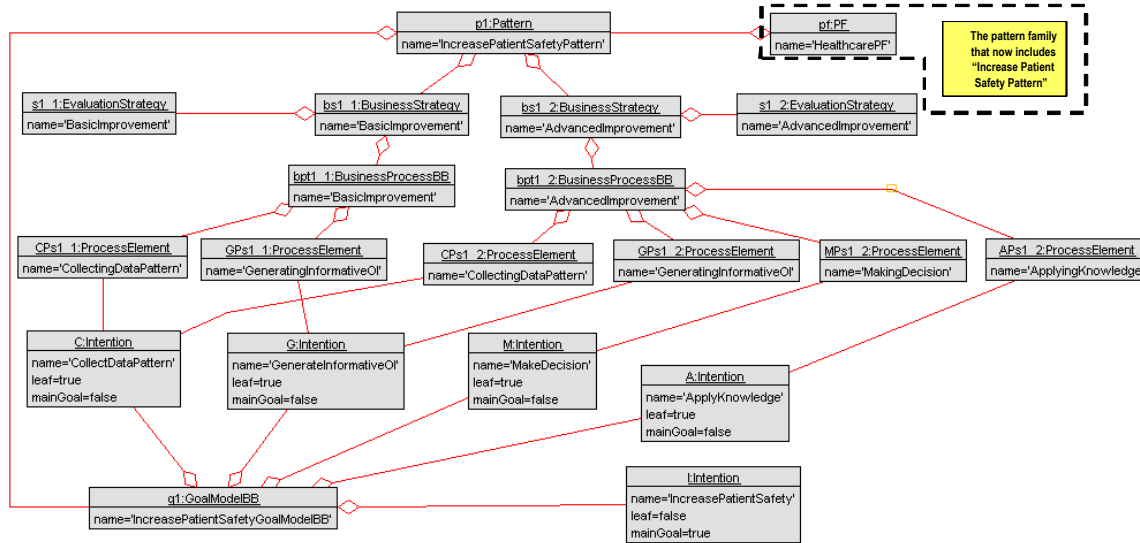 p1:Pattern
name='IncreasePatientSafetyPattern'
pf:PF
name='HealthcarePF'
The pattern family
that now includes
“Increase Patient
Safety Pattern”
s1_1:EvaluationStrategy
name='BasicImprovement'
bs1_1:BusinessStrategy
name='BasicImprovement'
bs1_2:BusinessStrategy
name='AdvancedImprovement'
s1_2:EvaluationStrategy
name='AdvancedImprovement'
bpt1_1:BusinessProcessBB
name='BasicImprovement'
bpt1_2:BusinessProcessBB
name='AdvancedImprovement'
CPs1_1:ProcessElement
name='CollectingDataPattern'
GPs1_1:ProcessElement
name='GeneratingInformativeOI'
CPs1_2:ProcessElement
name='CollectingDataPattern'
GPs1_2:ProcessElement
name='GeneratingInformativeOI'
MPs1_2:ProcessElement
name='MakingDecision'
APs1_2:ProcessElement
name='ApplyingKnowledge
C:Intention
name='CollectDataPattern'
leaf=true
mainGoal=false
G:Intention
name='GenerateInformativeOI'
leaf=true
mainGoal=false
M:Intention
name='MakeDecision'
leaf=true
mainGoal=false
A:Intention
name='ApplyKnowledge'
leaf=true
mainGoal=false
g1:GoalModelBB
name='IncreasePatientSafetyGoalModelBB'
I:Intention
name='IncreasePatientSafety'
leaf=false
mainGoal=true